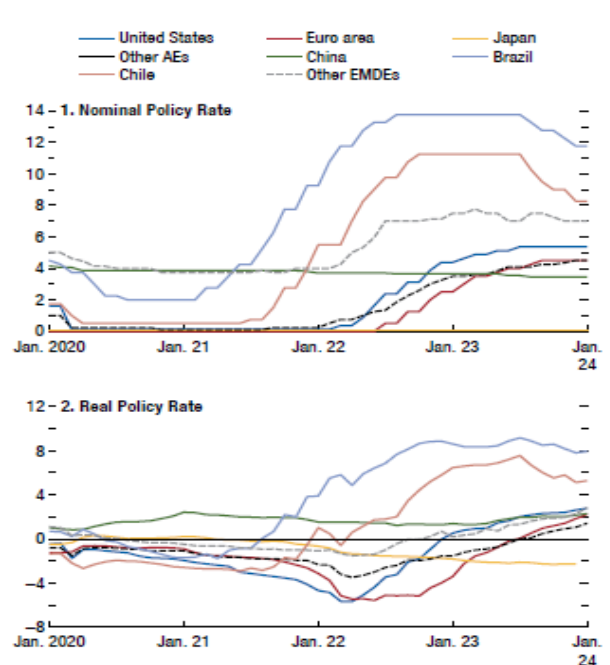 United States Euro area Japan
Other AEs China Brazil
Chile Other EMDEs
14 1. Nominal Policy Rate
12
10
8
6
4
2
0
Jan. 2020 Jan. 21 Jan. 22 Jan. 23 Jan.
24
12 2. Real Policy Rate
8
4
0
−4
−8
Jan. 2020 Jan. 21 Jan. 22 Jan. 23 Jan.
24